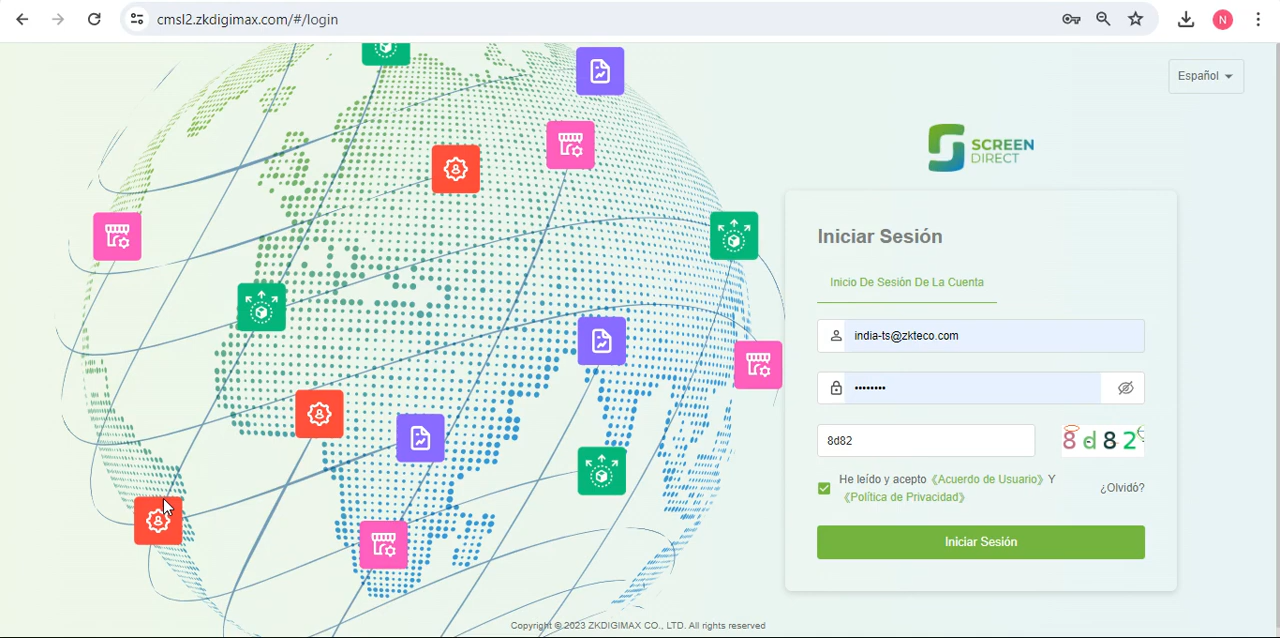 cmsl2.zkdigimax.com/#/login
N
Español
SCREEN
DIRECT
Iniciar Sesión
Inicio De Sesión De La Cuenta
india-ts@zkteco.com
••••••••
8d82
8d82
He leído y acepto 《Acuerdo de Usuario》 Y
《Política de Privacidad》
¿Olvidó?
Iniciar Sesión
Copyright © 2023 ZKDIGIMAX CO., LTD. All rights reserved